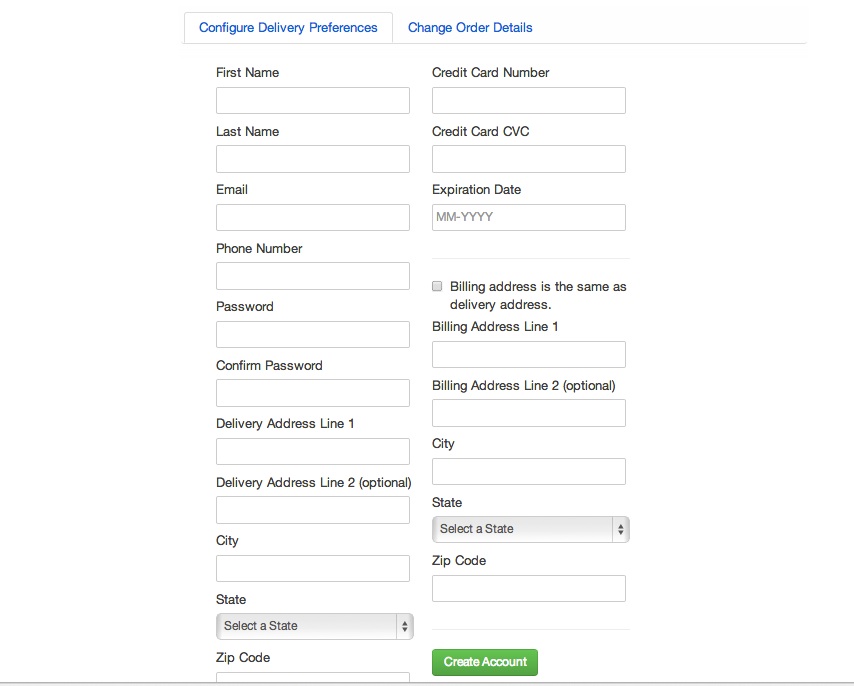 Configure Delivery Preferences
Change Order Details
First Name
Last Name
Email
Phone Number
Password
Confirm Password
Delivery Address Line 1
Delivery Address Line 2 (optional)
City
State
Select a State
Zip Code
Credit Card Number
Credit Card CVC
Expiration Date
MM-YYYY
Billing address is the same as
delivery address.
Billing Address Line 1
Billing Address Line 2 (optional)
City
State
Select a State
Zip Code
Create Account